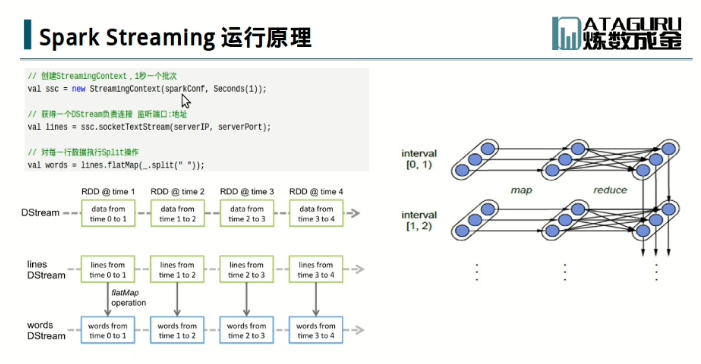 Spark Streaming 运行原理
DATAGURU
炼数成金
// 创建StreamingContext，1秒一个批次
val ssc = new StreamingContext(sparkConf, Seconds(1));
// 获得一个DStream负责连接 监听端口:地址
val lines = ssc.socketTextStream(serverIP, serverPort);
// 对每一行数据执行Split操作
val words = lines.flatMap(_.split(" "));
RDD @ time 1 RDD @ time 2 RDD @ time 3 RDD @ time 4
DStream
data from time 0 to 1
data from time 1 to 2
data from time 2 to 3
data from time 3 to 4
lines DStream
lines from time 0 to 1
lines from time 1 to 2
lines from time 2 to 3
lines from time 3 to 4
flatMap operation
words DStream
words from time 0 to 1
words from time 1 to 2
words from time 2 to 3
words from time 3 to 4
interval
[0, 1)
map reduce
interval
[1, 2)